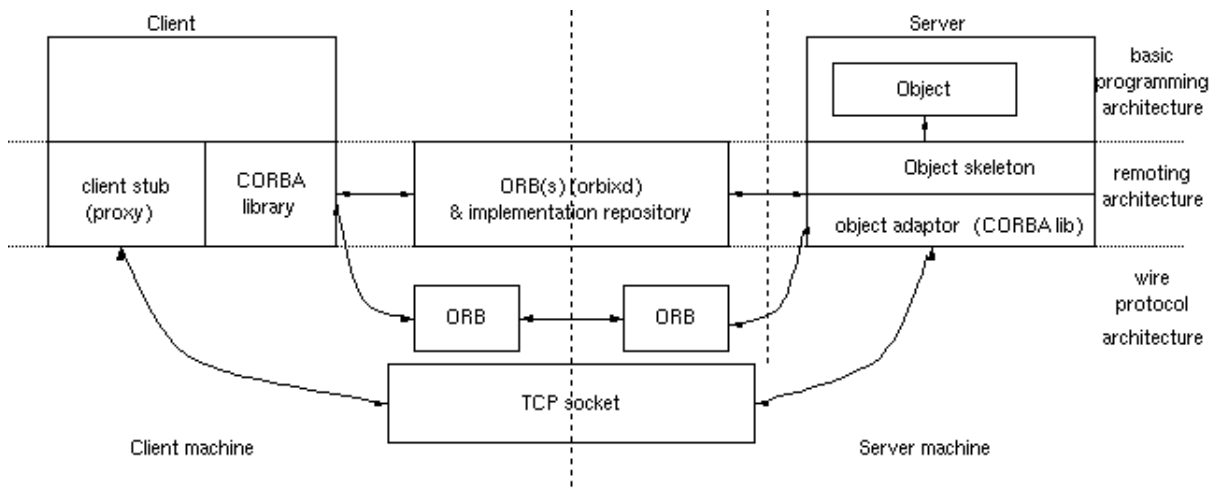 Client
Server
basic
programming
architecture
Object
client stub
(proxy)
CORBA
library
ORB(s) (orbixd)
& implementation repository
Object skeleton
object adaptor (CORBA lib)
remoting
architecture
ORB
ORB
wire
protocol
architecture
TCP socket
Client machine
Server machine